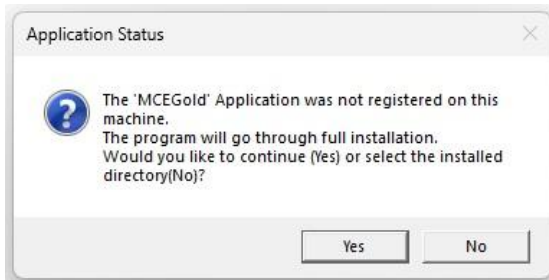 Application Status
The 'MCEGold' Application was not registered on this
machine.
The program will go through full installation.
Would you like to continue (Yes) or select the installed
directory(No)?
Yes
No